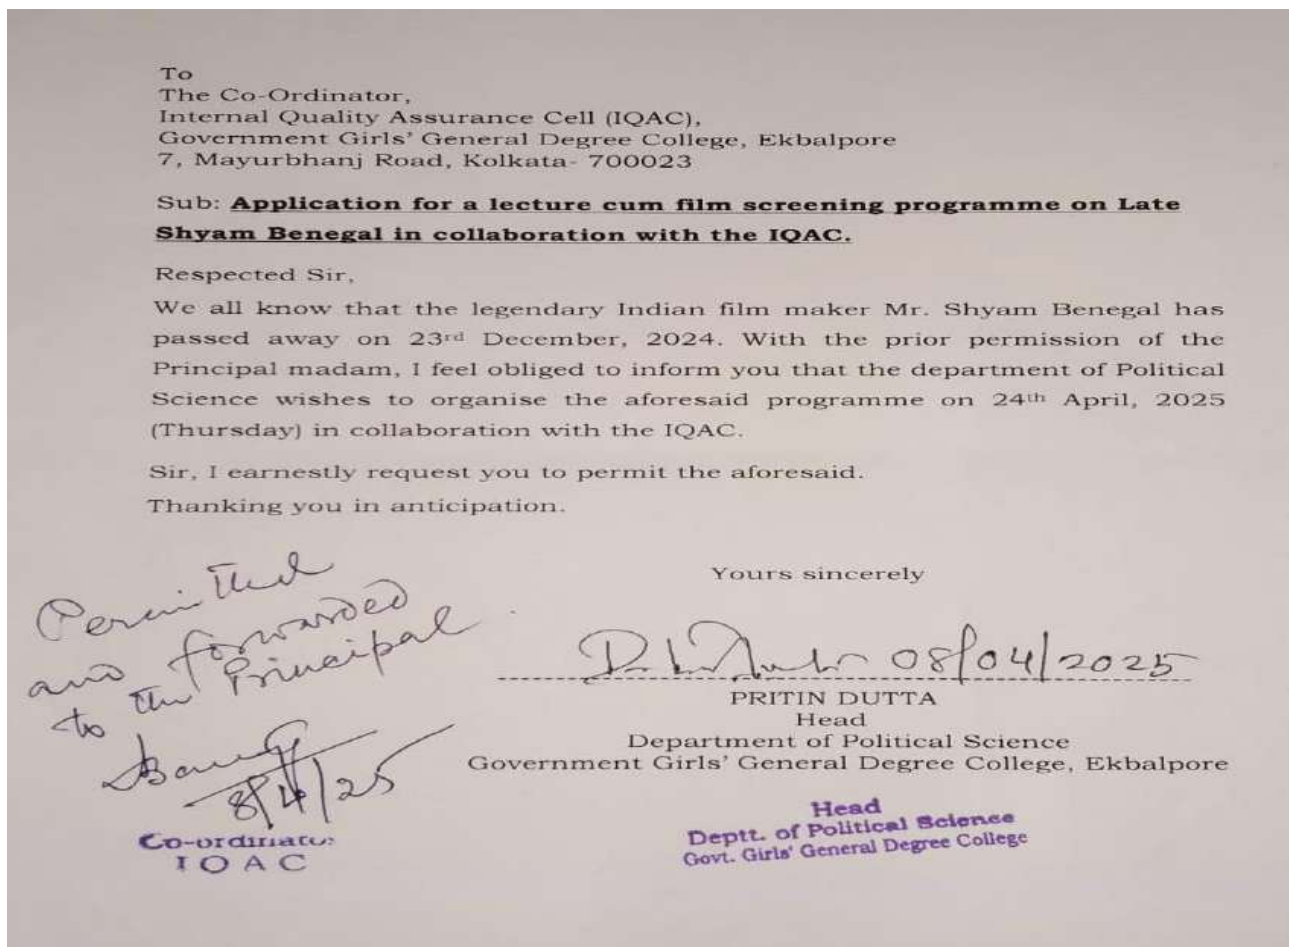 To
The Co-Ordinator,
Internal Quality Assurance Cell (IQAC),
Government Girls' General Degree College, Ekbalpore
7, Mayurbhanj Road, Kolkata- 700023
Sub: Application for a lecture cum film screening programme on Late
Shyam Benegal in collaboration with the IQAC.
Respected Sir,
We all know that the legendary Indian film maker Mr. Shyam Benegal has
passed away on 23rd December, 2024. With the prior permission of the
Principal madam, I feel obliged to inform you that the department of Political
Science wishes to organise the aforesaid programme on 24th April, 2025
(Thursday) in collaboration with the IQAC.
Sir, I earnestly request you to permit the aforesaid.
Thanking you in anticipation.
Yours sincerely
08/04/2025
PRITIN DUTTA
Head
Department of Political Science
Government Girls' General Degree College, Ekbalpore
Head
Deptt. of Political Science
Govt. Girls' General Degree College
Permitted
and forwarded
to the Principal
8/4/25
Co-ordinator
IQAC